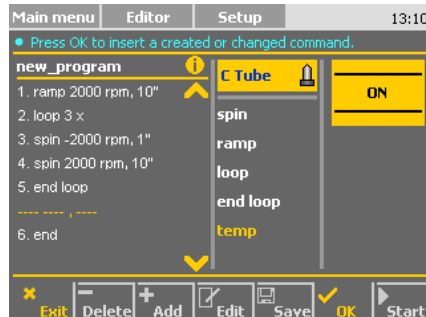 Main menu Editor Setup 13:10
• Press OK to insert a created or changed command.
new_program
C Tube
ON
1. ramp 2000 rpm, 10"
2. loop 3 x
3. spin -2000 rpm, 1"
4. spin 2000 rpm, 10"
5. end loop
---- ---- , ----
6. end
spin
ramp
loop
end loop
temp
Exit Delete Add Edit Save OK Start